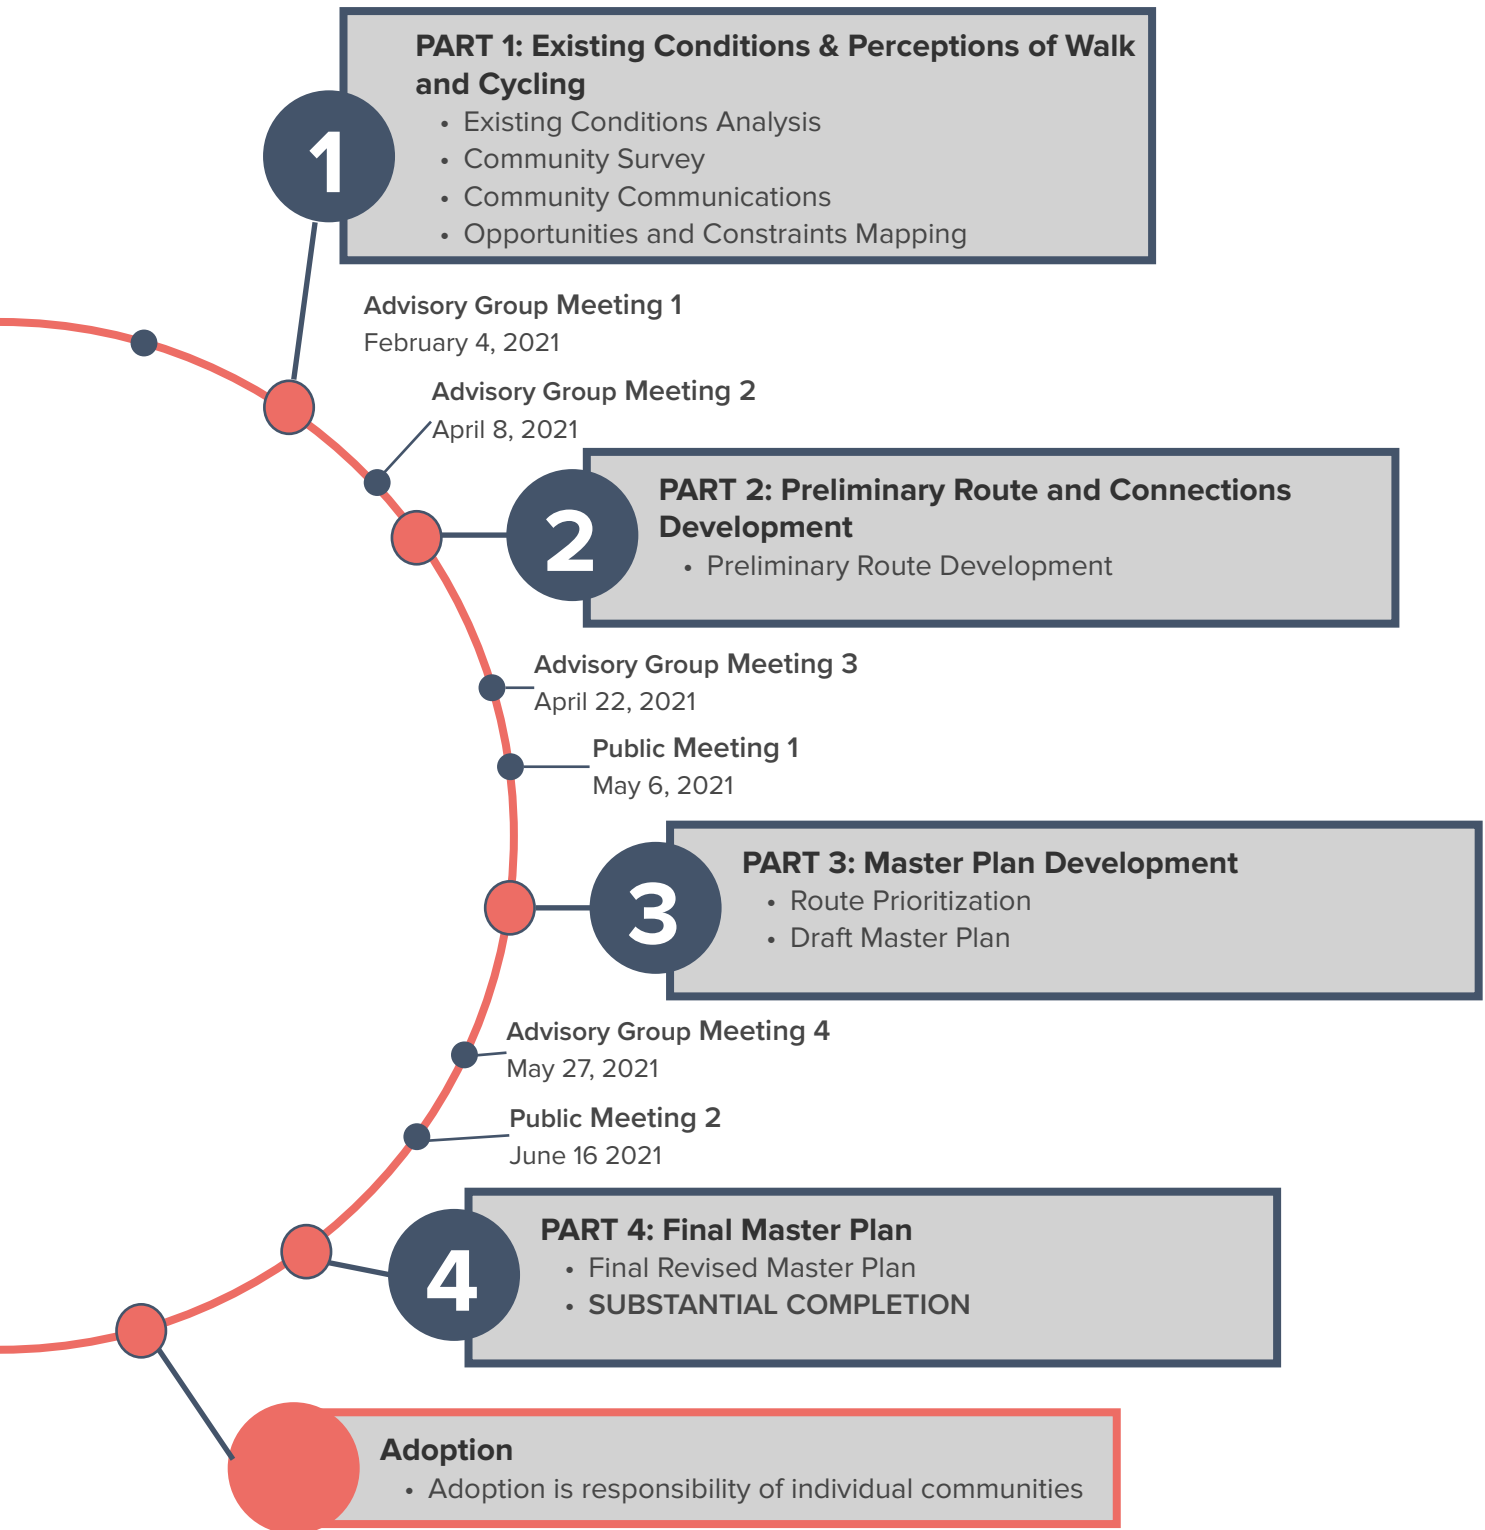 PART 1: Existing Conditions & Perceptions of Walk
and Cycling
• Existing Conditions Analysis
• Community Survey
• Community Communications
• Opportunities and Constraints Mapping
1
Advisory Group Meeting 1
February 4, 2021
Advisory Group Meeting 2
April 8, 2021
PART 2: Preliminary Route and Connections
Development
• Preliminary Route Development
2
Advisory Group Meeting 3
April 22, 2021
Public Meeting 1
May 6, 2021
PART 3: Master Plan Development
• Route Prioritization
• Draft Master Plan
3
Advisory Group Meeting 4
May 27, 2021
Public Meeting 2
June 16 2021
PART 4: Final Master Plan
• Final Revised Master Plan
• SUBSTANTIAL COMPLETION
4
Adoption
• Adoption is responsibility of individual communities